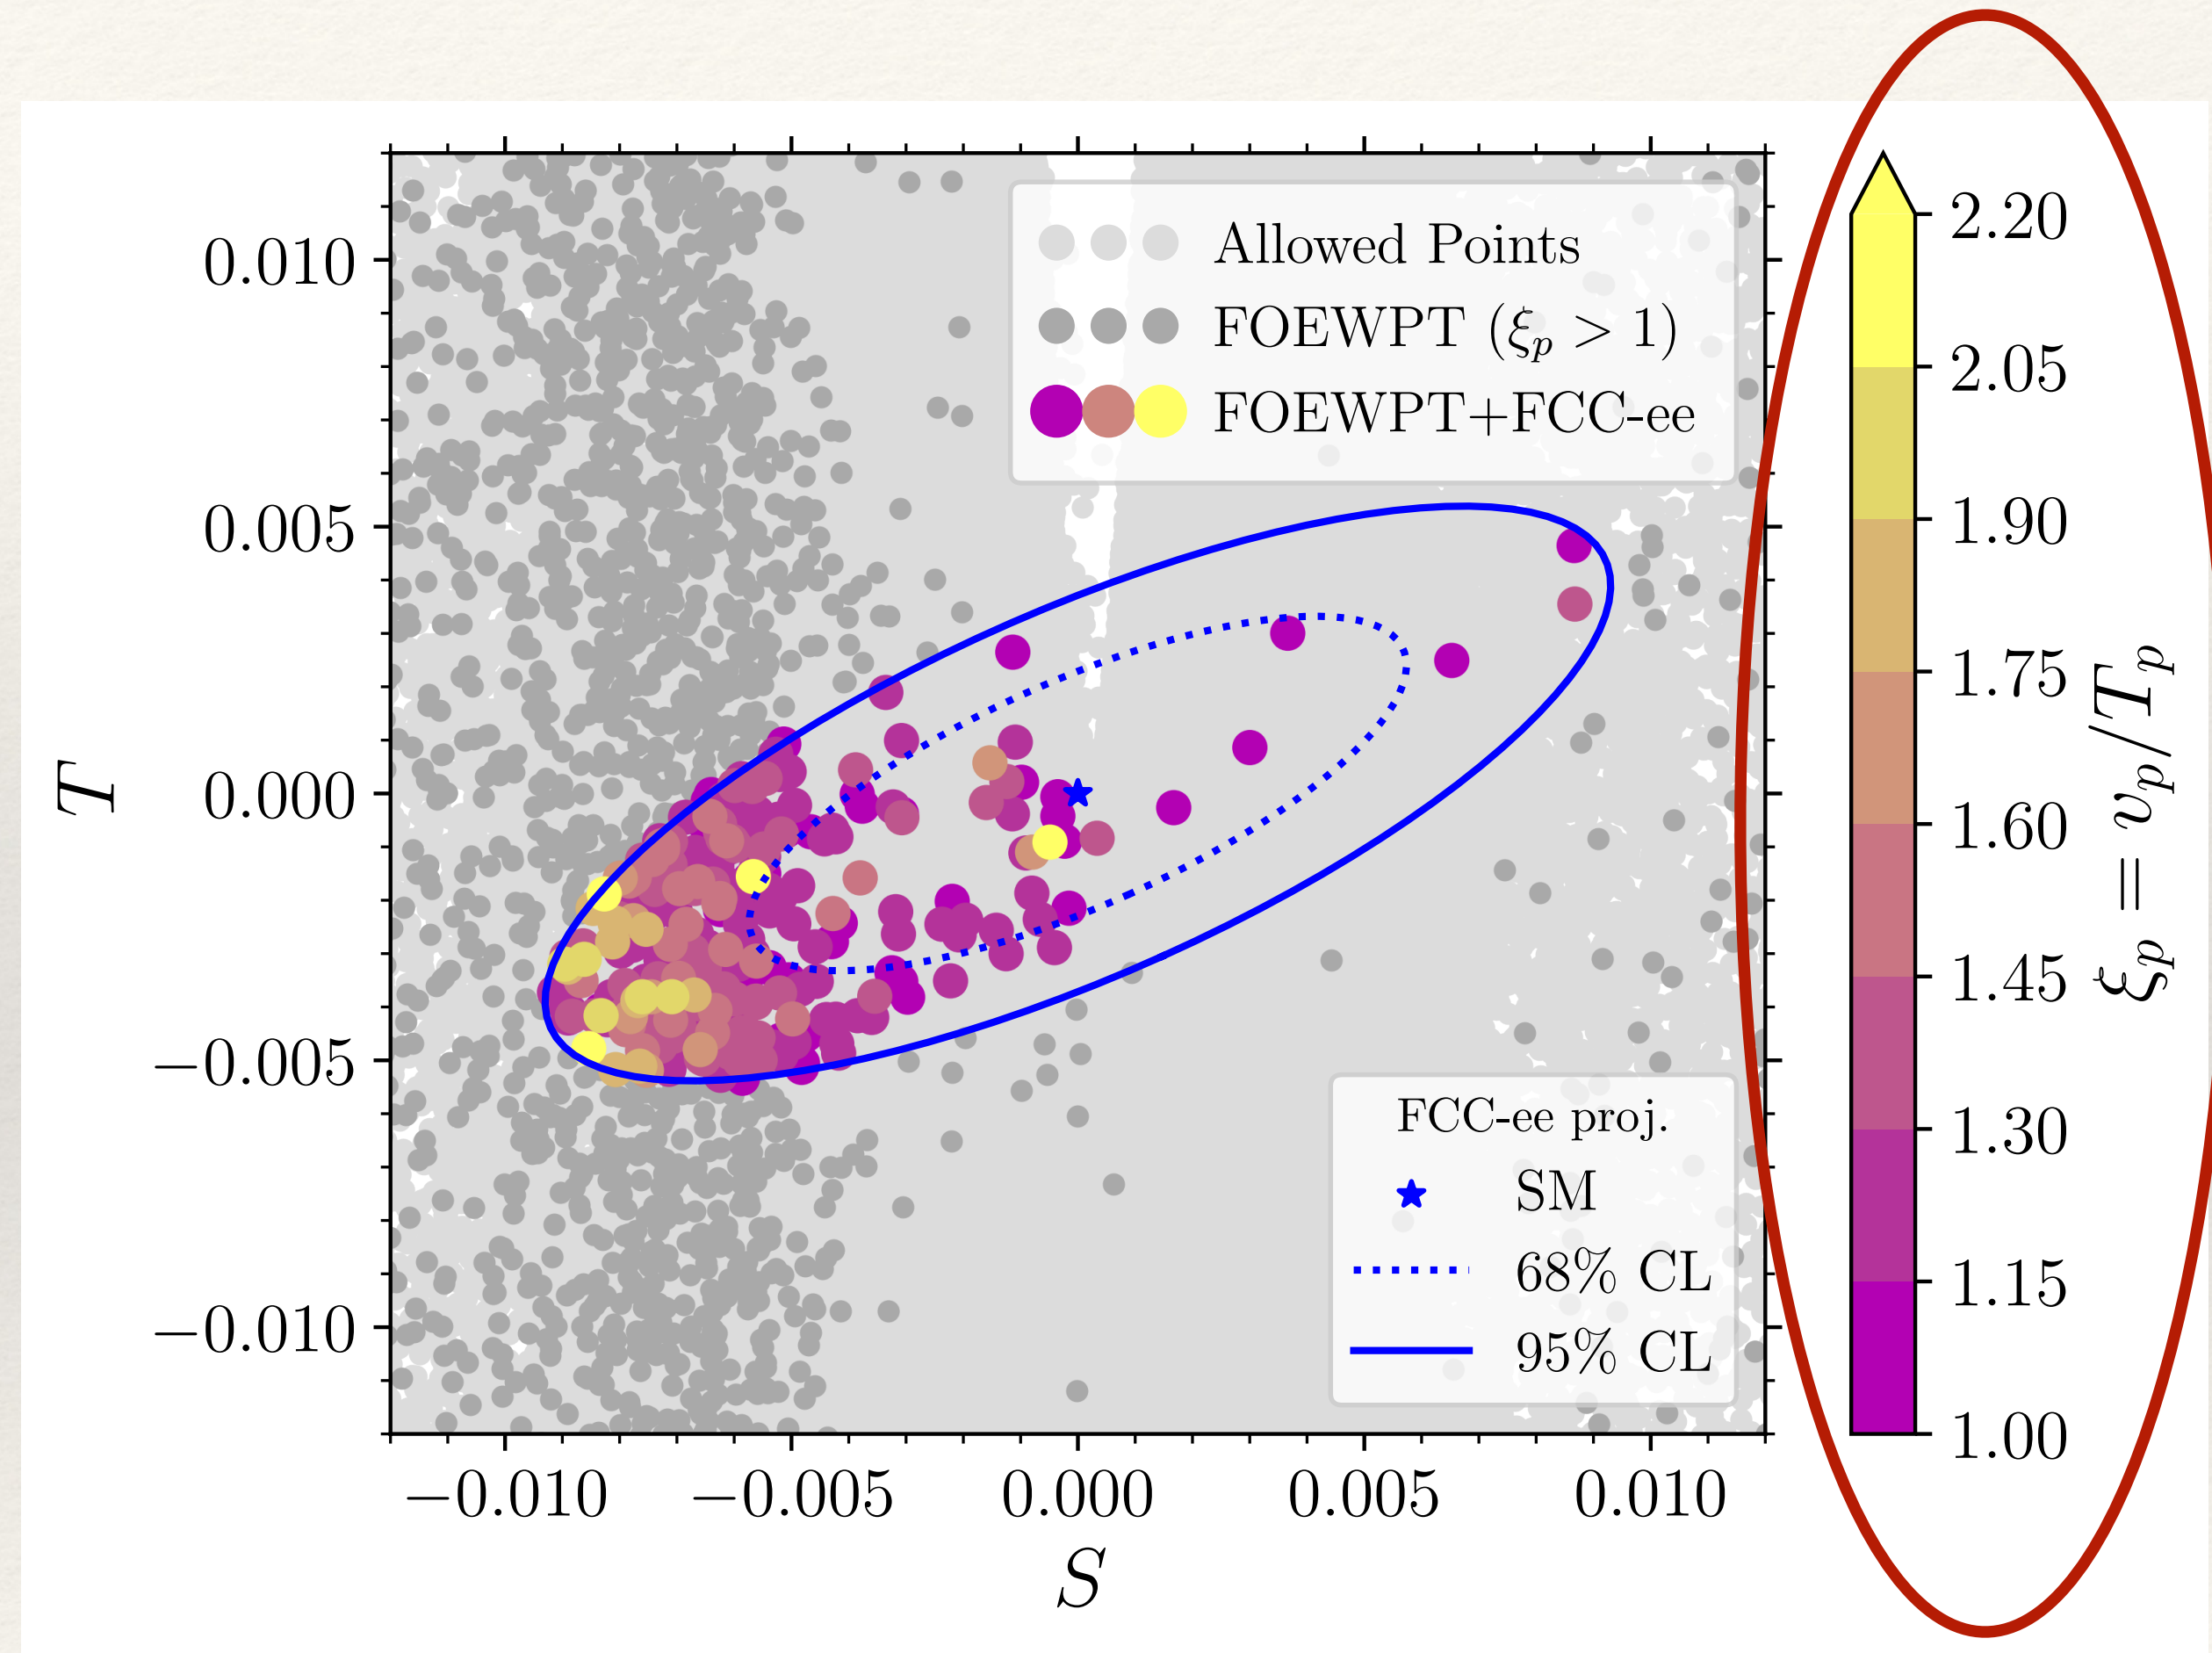 Allowed Points
FOEWPT (ξₚ > 1)
FOEWPT+FCC-ee
0.010
0.005
0.000
−0.005
−0.010
T
FCC-ee proj.
SM
68% CL
95% CL
−0.010 −0.005 0.000 0.005 0.010
S
2.20
2.05
1.90
1.75
1.60
1.45
1.30
1.15
1.00
ξₚ = vₚ/Tₚ